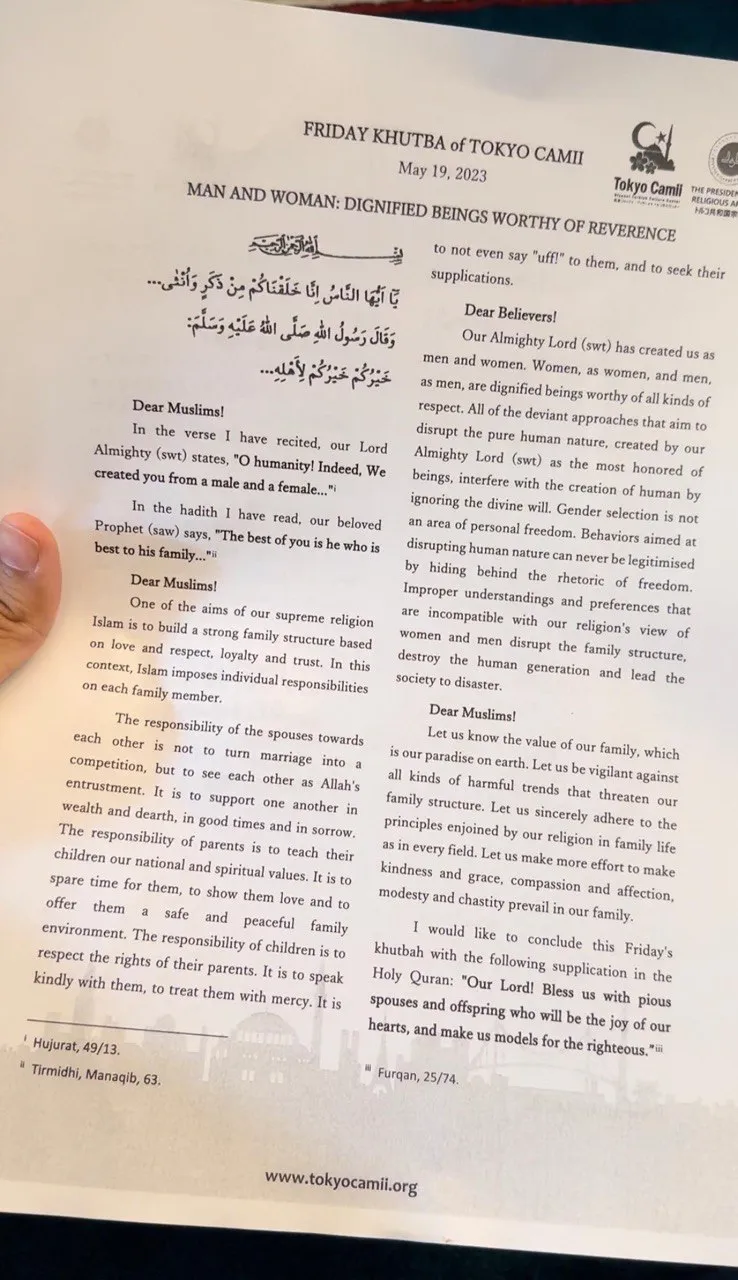 FRIDAY KHUTBA of TOKYO CAMII
May 19, 2023
MAN AND WOMAN: DIGNIFIED BEINGS WORTHY OF REVERENCE
Tokyo Camii
THE PRESIDEN
RELIGIOUS AF
トルコ共和国宗
يَٓا اَيُّهَا النَّاسُ اِنَّا خَلَقْنَاكُمْ مِنْ ذَكَرٍ وَاُنْثٰى...
وَقَالَ رَسُولُ اللّٰهِ صَلَّى اللّٰهُ عَلَيْهِ وَسَلَّمَ:
خَيْرُكُمْ خَيْرُكُمْ لِأَهْلِهِ...
Dear Muslims!
In the verse I have recited, our Lord
Almighty (swt) states, "O humanity! Indeed, We
created you from a male and a female..."i
In the hadith I have read, our beloved
Prophet (saw) says, "The best of you is he who is
best to his family..."ii
Dear Muslims!
One of the aims of our supreme religion
Islam is to build a strong family structure based
on love and respect, loyalty and trust. In this
context, Islam imposes individual responsibilities
on each family member.
The responsibility of the spouses towards
each other is not to turn marriage into a
competition, but to see each other as Allah's
entrustment. It is to support one another in
wealth and dearth, in good times and in sorrow.
The responsibility of parents is to teach their
children our national and spiritual values. It is to
spare time for them, to show them love and to
offer them a safe and peaceful family
environment. The responsibility of children is to
respect the rights of their parents. It is to speak
kindly with them, to treat them with mercy. It is
i Hujurat, 49/13.
ii Tirmidhi, Manaqib, 63.
to not even say "uff!" to them, and to seek their
supplications.
Dear Believers!
Our Almighty Lord (swt) has created us as
men and women. Women, as women, and men,
as men, are dignified beings worthy of all kinds of
respect. All of the deviant approaches that aim to
disrupt the pure human nature, created by our
Almighty Lord (swt) as the most honored of
beings, interfere with the creation of human by
ignoring the divine will. Gender selection is not
an area of personal freedom. Behaviors aimed at
disrupting human nature can never be legitimised
by hiding behind the rhetoric of freedom.
Improper understandings and preferences that
are incompatible with our religion's view of
women and men disrupt the family structure,
destroy the human generation and lead the
society to disaster.
Dear Muslims!
Let us know the value of our family, which
is our paradise on earth. Let us be vigilant against
all kinds of harmful trends that threaten our
family structure. Let us sincerely adhere to the
principles enjoined by our religion in family life
as in every field. Let us make more effort to make
kindness and grace, compassion and affection,
modesty and chastity prevail in our family.
I would like to conclude this Friday's
khutbah with the following supplication in the
Holy Quran: "Our Lord! Bless us with pious
spouses and offspring who will be the joy of our
hearts, and make us models for the righteous."iii
iii Furqan, 25/74.
www.tokyocamii.org